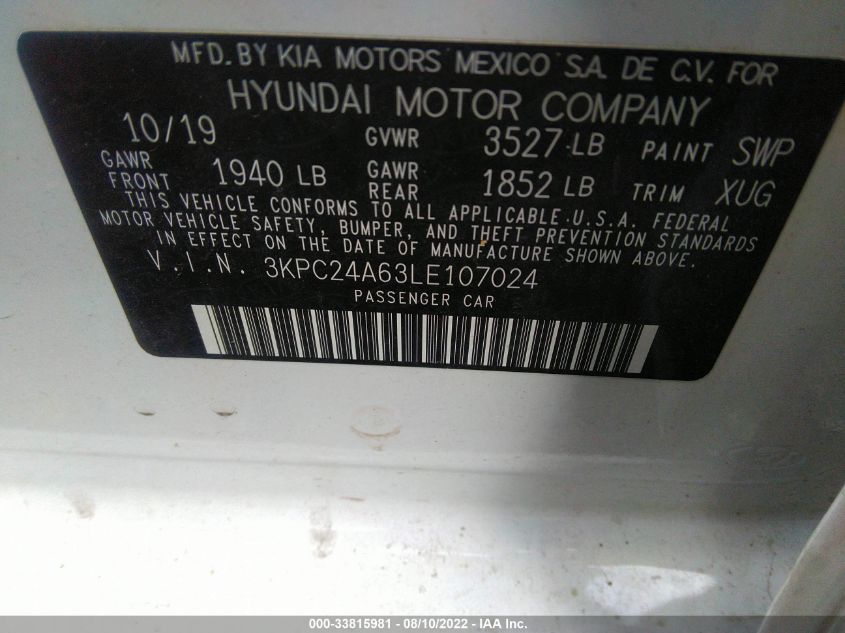 MFD. BY KIA MOTORS MEXICO S.A. DE C.V. FOR
HYUNDAI MOTOR COMPANY
10/19 GVWR 3527 LB PAINT SWP
GAWR FRONT 1940 LB GAWR REAR 1852 LB TRIM XUG
THIS VEHICLE CONFORMS TO ALL APPLICABLE U.S.A. FEDERAL
MOTOR VEHICLE SAFETY, BUMPER, AND THEFT PREVENTION STANDARDS
IN EFFECT ON THE DATE OF MANUFACTURE SHOWN ABOVE.
V.I.N. 3KPC24A63LE107024
PASSENGER CAR
000-33815981 - 08/10/2022 - IAA Inc.